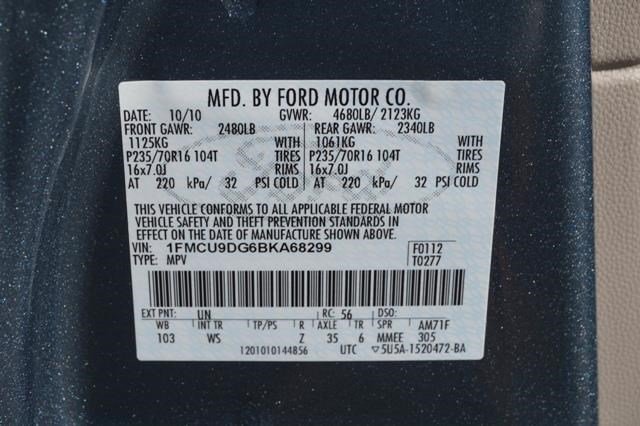 MFD. BY FORD MOTOR CO.
DATE: 10/10 GVWR: 4680LB/ 2123KG
FRONT GAWR: 2480LB REAR GAWR: 2340LB
1125KG 1061KG
P235/70R16 104T TIRES P235/70R16 104T TIRES
16x7.0J RIMS 16x7.0J RIMS
AT 220 kPa/ 32 PSI COLD AT 220 kPa/ 32 PSI COLD
THIS VEHICLE CONFORMS TO ALL APPLICABLE FEDERAL MOTOR
VEHICLE SAFETY AND THEFT PREVENTION STANDARDS IN
EFFECT ON THE DATE OF MANUFACTURE SHOWN ABOVE.
VIN: 1FMCU9DG6BKA68299 F0112
TYPE: MPV T0277
EXT PNT: UN RC: 56 DSO:
WB INT TR TP/PS R AXLE TR SPR AM71F
103 WS Z 35 6 MMEE 305
1201010144856 UTC ▽5U5A-1520472-BA